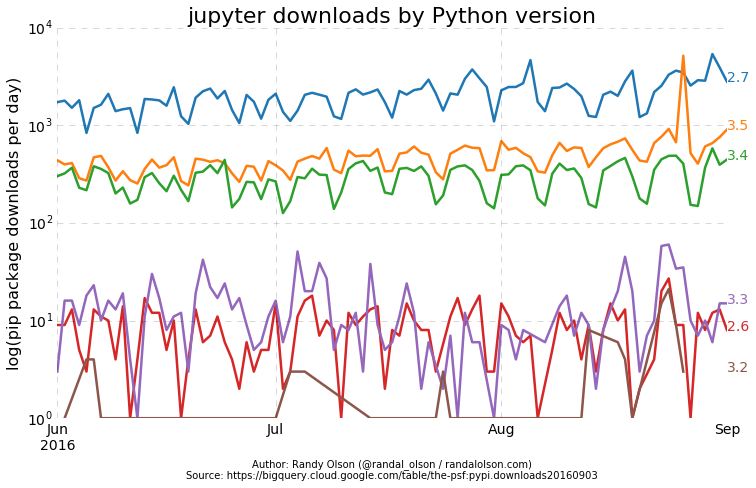 jupyter downloads by Python version
log(pip package downloads per day)
10^4
10^3
10^2
10^1
10^0
2.7
3.5
3.4
3.3
2.6
3.2
Jun
2016
Jul
Aug
Sep
Author: Randy Olson (@randal_olson / randalolson.com)
Source: https://bigquery.cloud.google.com/table/the-psf:pypi.downloads20160903